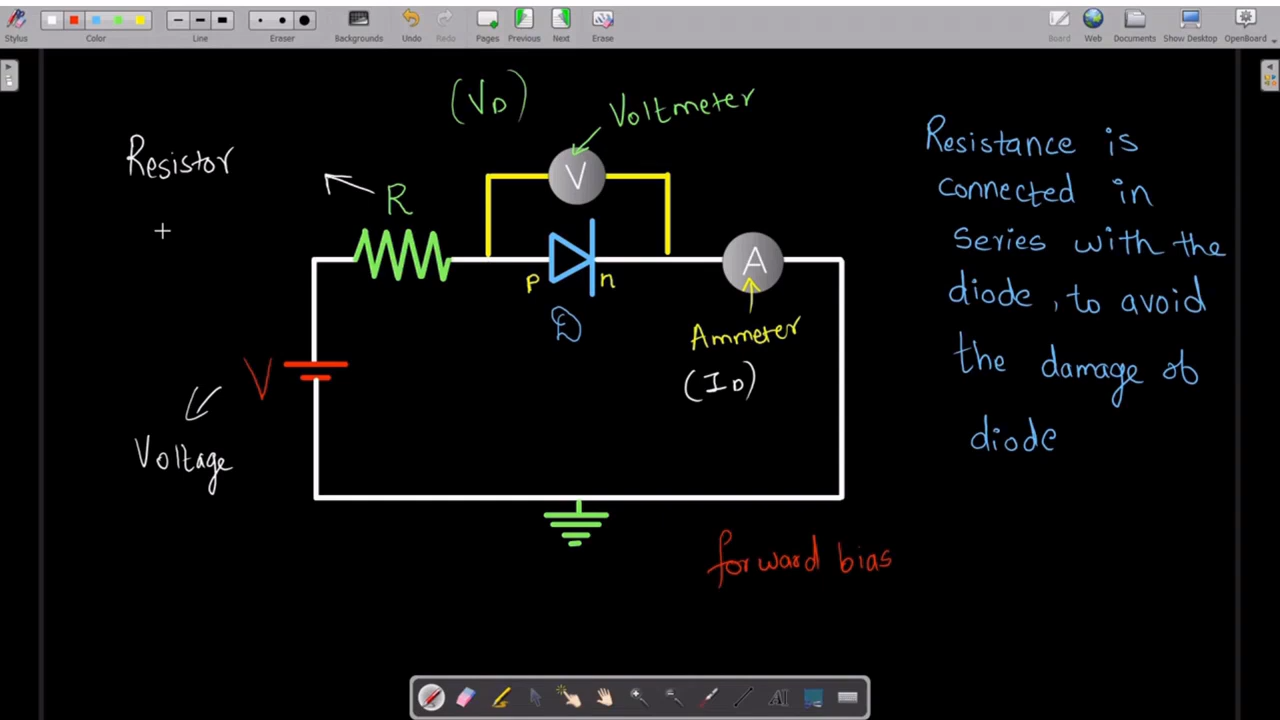 Stylus
Color
Line
Eraser
Backgrounds
Undo
Redo
Pages
Previous
Next
Erase
Board
Web
Documents
Show Desktop
OpenBoard
(VD)
Voltmeter
Resistor
R
V
p
n
D
A
Ammeter
(ID)
V
Voltage
forward bias
Resistance is
connected in
series with the
diode, to avoid
the damage of
diode
AI